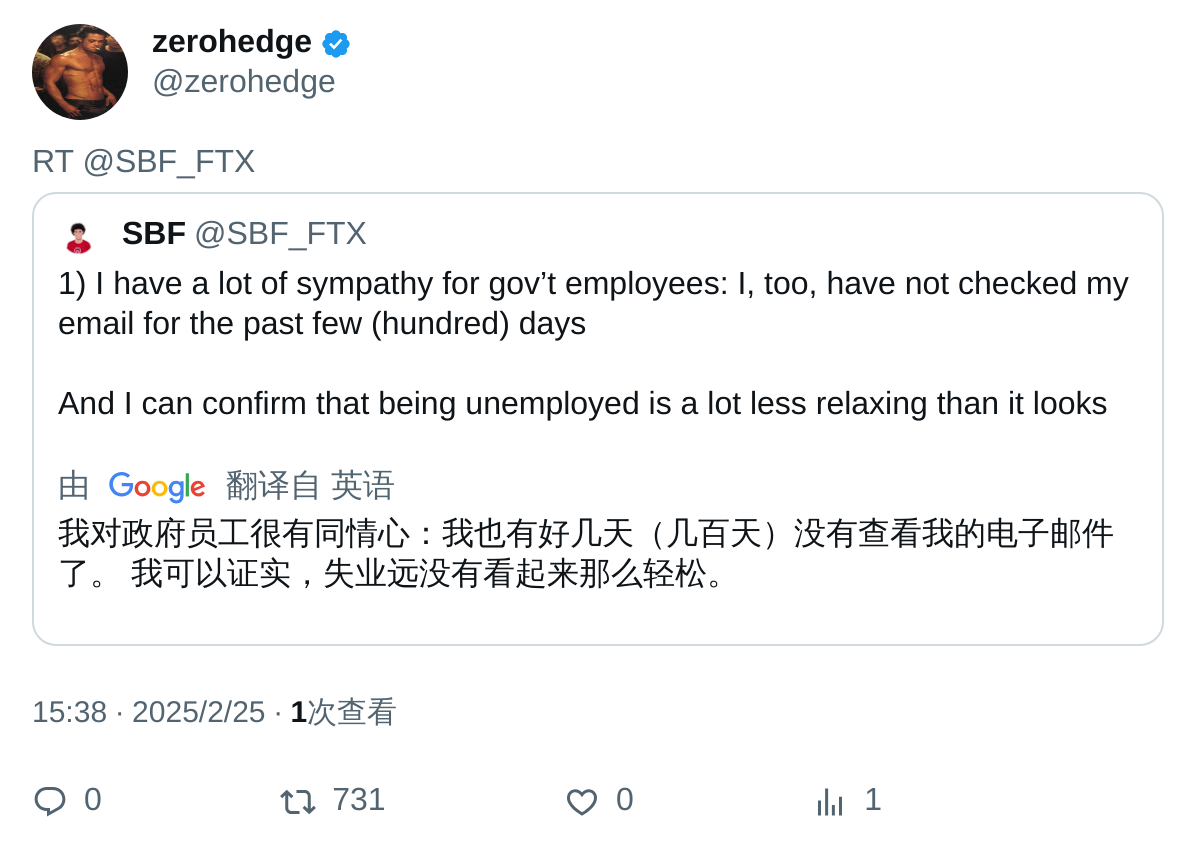 zerohedge
@zerohedge
RT @SBF_FTX
SBF @SBF_FTX
1) I have a lot of sympathy for gov’t employees: I, too, have not checked my
email for the past few (hundred) days
And I can confirm that being unemployed is a lot less relaxing than it looks
由 Google 翻译自 英语
我对政府员工很有同情心：我也有好几天（几百天）没有查看我的电子邮件
了。 我可以证实，失业远没有看起来那么轻松。
15:38 · 2025/2/25 · 1次查看
0 731 0 1